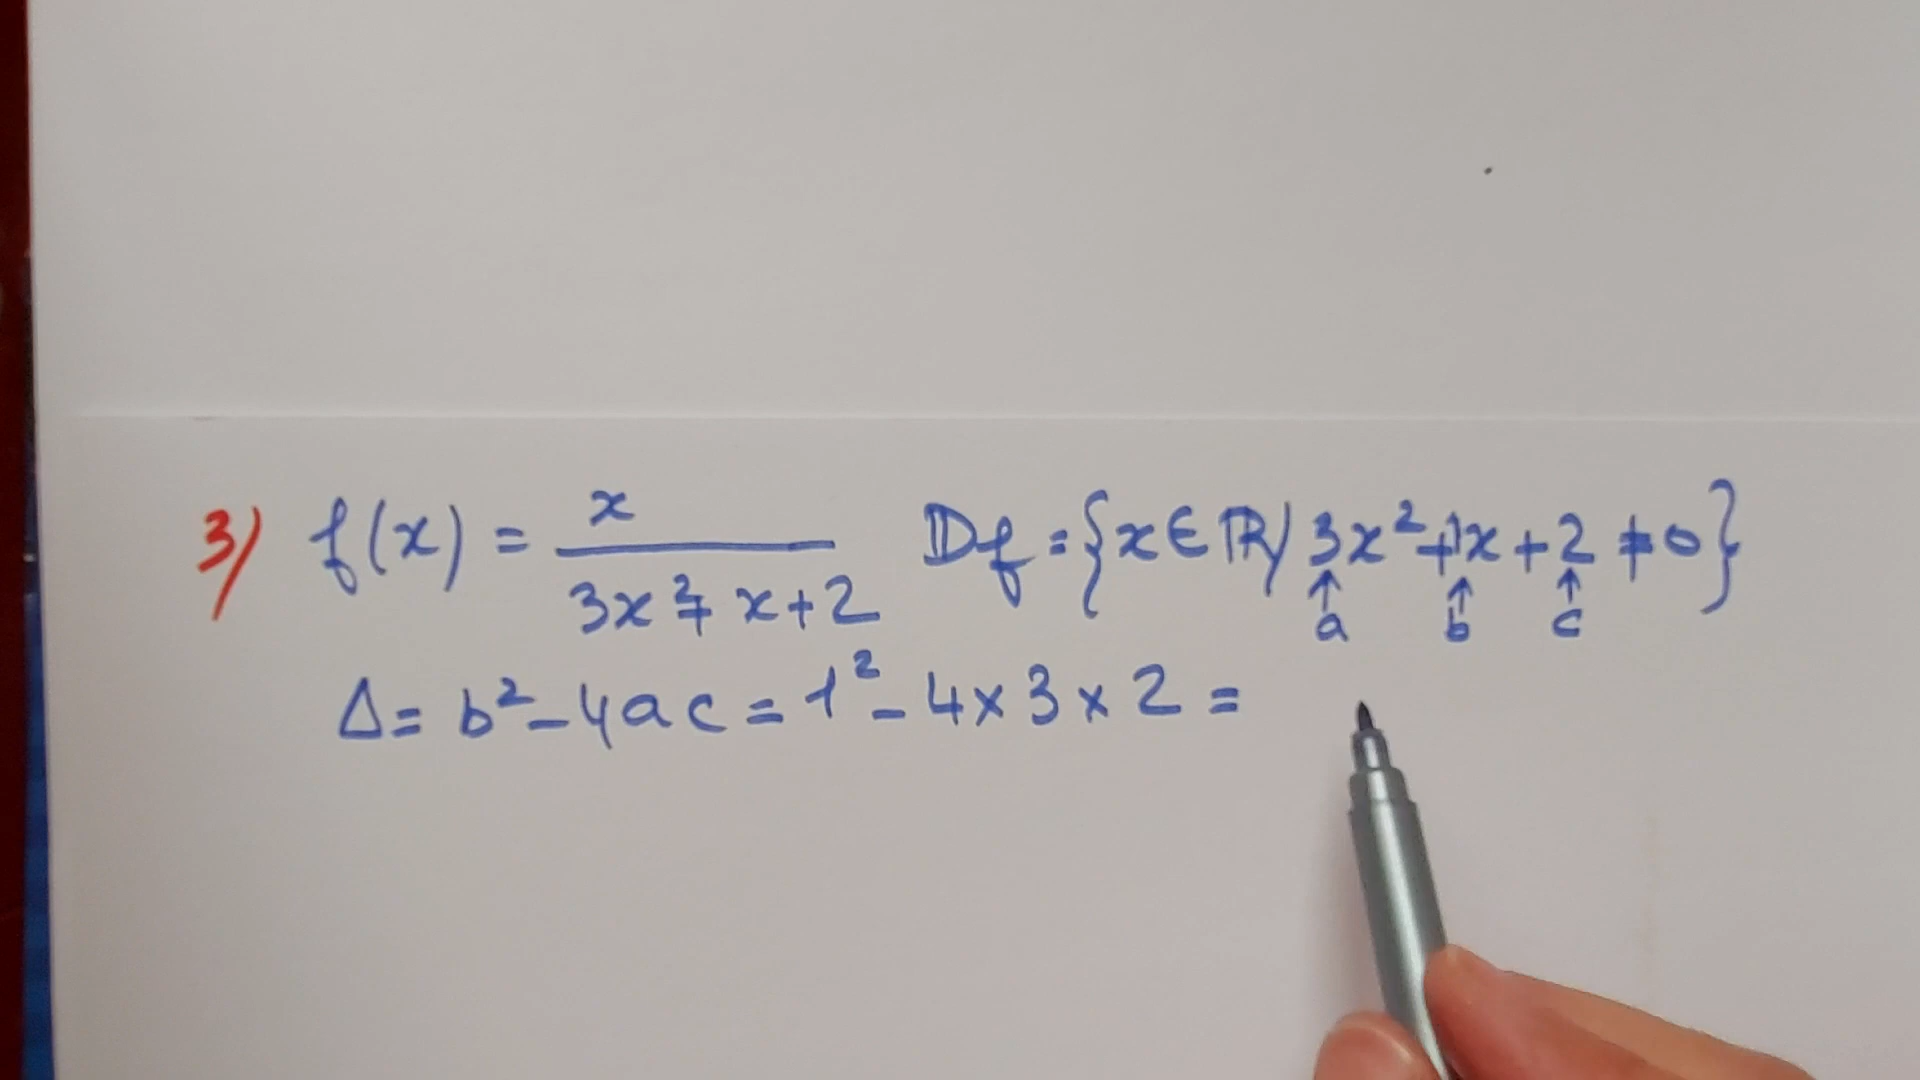 3) f(x) = x / 3x² + x + 2 Df = {x ∈ ℝ / 3x² + 1x + 2 ≠ 0}
↑a ↑b ↑c
Δ = b² - 4ac = 1² - 4 × 3 × 2 =